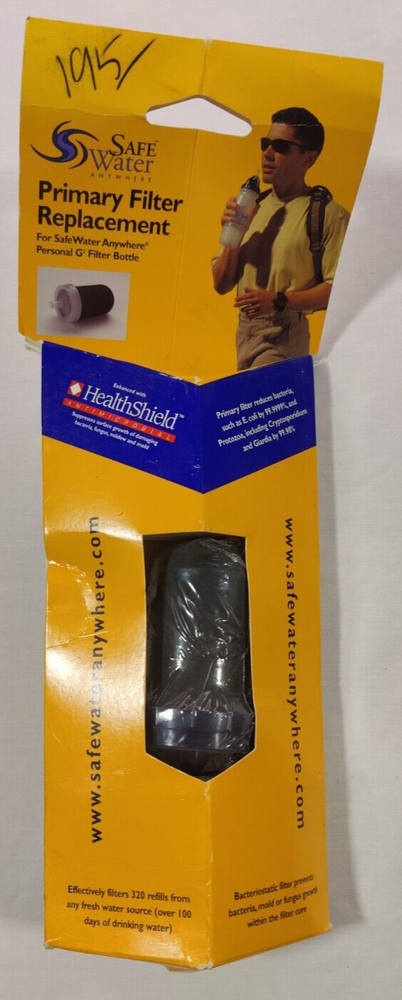 195/
SAFE™
Water
ANYWHERE
Primary Filter
Replacement
For SafeWater Anywhere®
Personal G² Filter Bottle
Enhanced with
HealthShield™
ANTIMICROBIAL
Suppresses surface growth of damaging
bacteria, fungus, mildew and mold
Primary filter reduces bacteria,
such as E. coli by 99.9999%, and
Protozoa, including Cryptosporidium
and Giardia by 99.98%
www.safewateranywhere.com
www.safewateranywhere.com
Effectively filters 320 refills from
any fresh water source (over 100
days of drinking water)
Bacteriostatic filter prevents
bacteria, mold or fungus growth
within the filter core